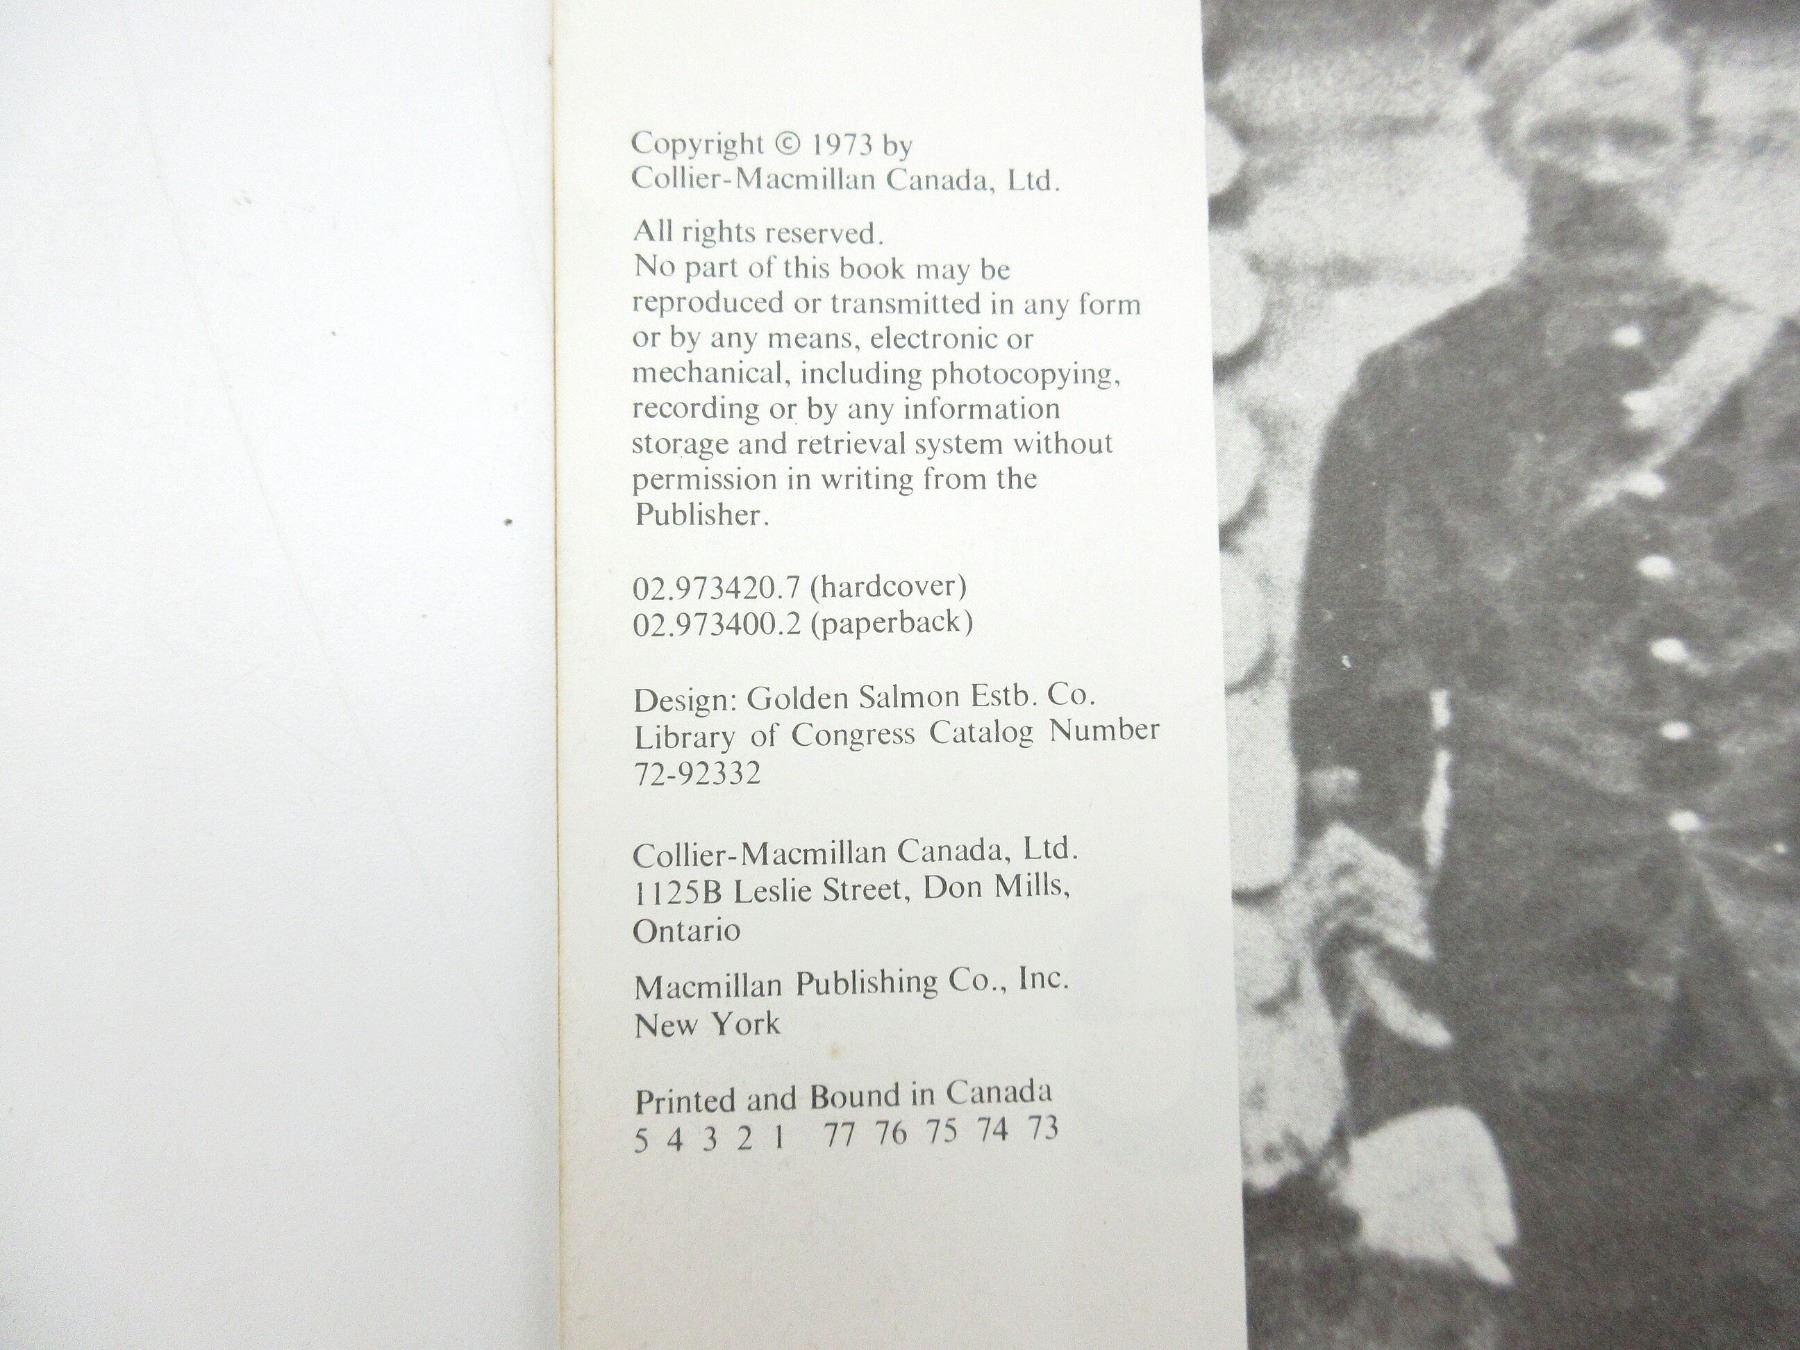 Copyright © 1973 by
Collier-Macmillan Canada, Ltd.
All rights reserved.
No part of this book may be
reproduced or transmitted in any form
or by any means, electronic or
mechanical, including photocopying,
recording or by any information
storage and retrieval system without
permission in writing from the
Publisher.
02.973420.7 (hardcover)
02.973400.2 (paperback)
Design: Golden Salmon Estb. Co.
Library of Congress Catalog Number
72-92332
Collier-Macmillan Canada, Ltd.
1125B Leslie Street, Don Mills,
Ontario
Macmillan Publishing Co., Inc.
New York
Printed and Bound in Canada
5 4 3 2 1 77 76 75 74 73